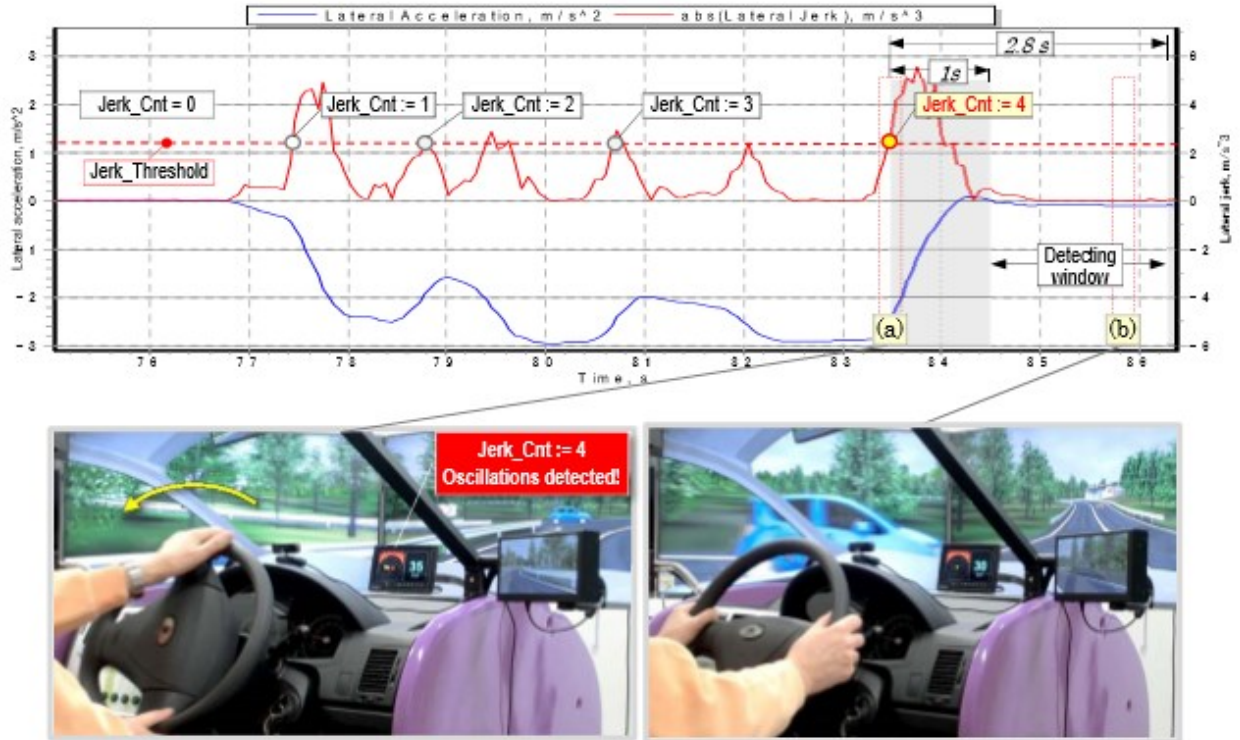 Lateral Acceleration, m/s^2 abs(Lateral Jerk), m/s^3
Lateral acceleration, m/s^2
3
2
1
0
-1
-2
-3
Jerk_Cnt = 0
Jerk_Threshold
Jerk_Cnt := 1
Jerk_Cnt := 2
Jerk_Cnt := 3
2.8 s
1s
Jerk_Cnt := 4
Detecting
window
(a)
(b)
6
4
2
0
-2
-4
-6
Lateral jerk, m/s^3
76 77 78 79 80 81 82 83 84 85 86
Time, s
Jerk_Cnt := 4
Oscillations detected!
35
35